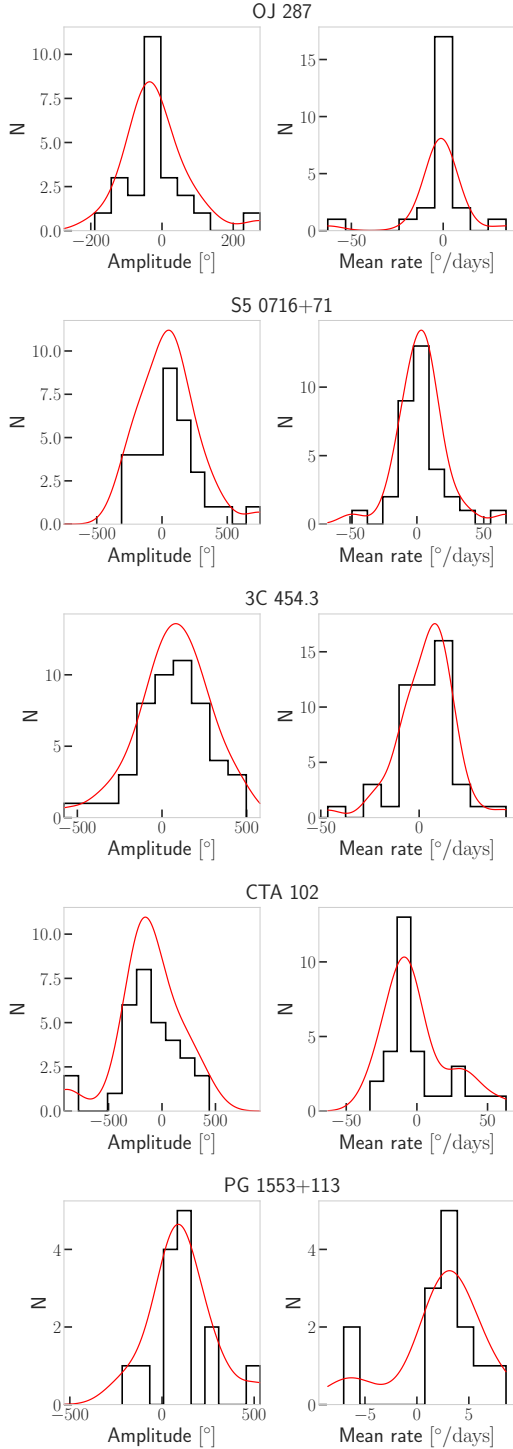 OJ 287
10.0
7.5
5.0
2.5
0.0
N
−200
0
200
Amplitude [°]
15
10
5
0
N
−50
0
Mean rate [°/days]
S5 0716+71
10.0
7.5
5.0
2.5
0.0
N
−500
0
500
Amplitude [°]
10
5
0
N
−50
0
50
Mean rate [°/days]
3C 454.3
10
5
0
N
−500
0
500
Amplitude [°]
15
10
5
0
N
−50
0
Mean rate [°/days]
CTA 102
10.0
7.5
5.0
2.5
0.0
N
−500
0
500
Amplitude [°]
10
5
0
N
−50
0
50
Mean rate [°/days]
PG 1553+113
4
2
0
N
−500
0
500
Amplitude [°]
4
2
0
N
−5
0
5
Mean rate [°/days]